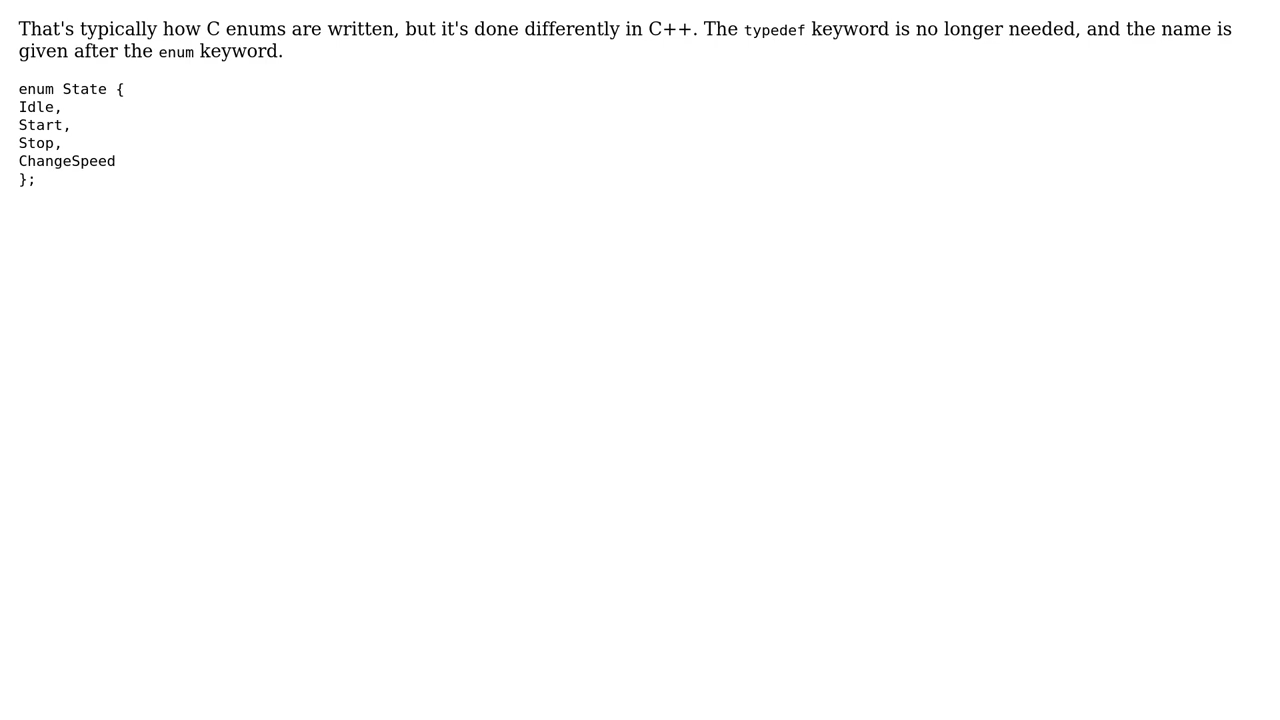 That's typically how C enums are written, but it's done differently in C++. The typedef keyword is no longer needed, and the name is
given after the enum keyword.
enum State {
Idle,
Start,
Stop,
ChangeSpeed
};